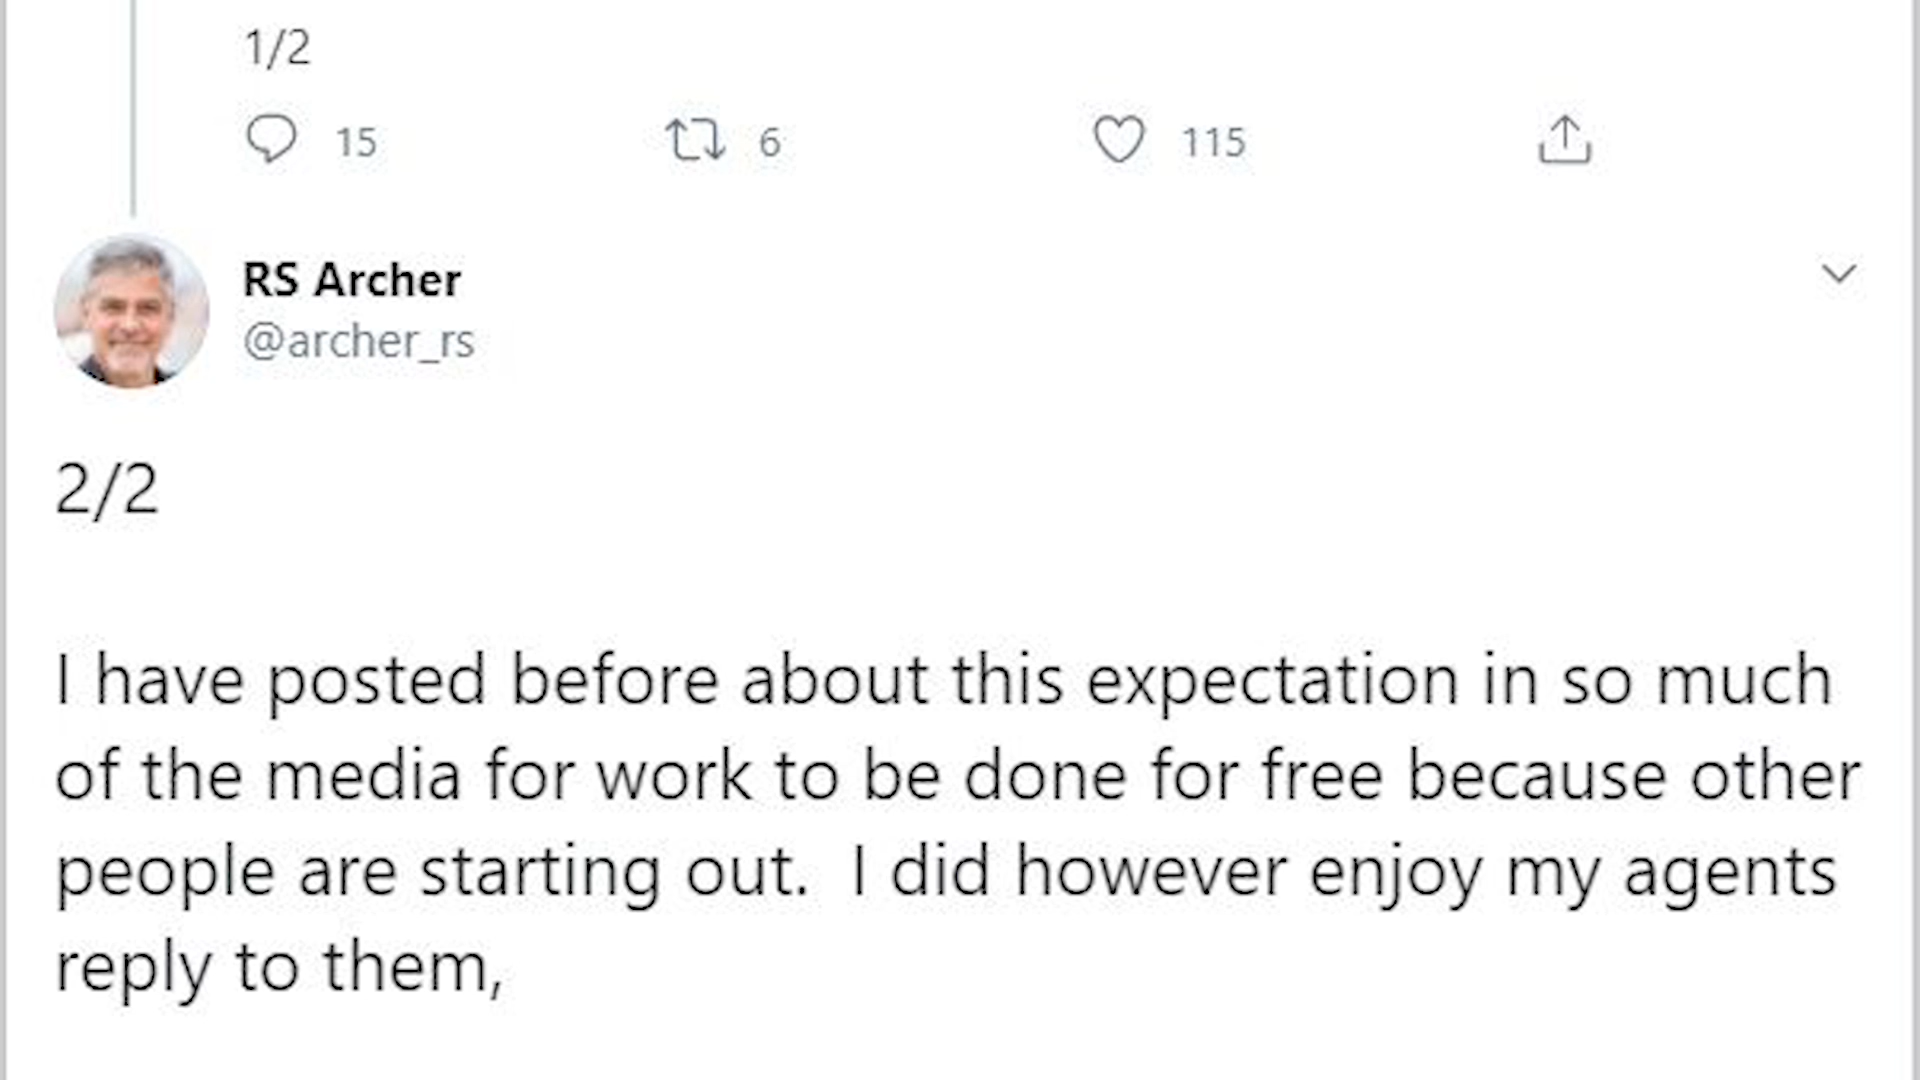 1/2
15 6 115
RS Archer
@archer_rs
2/2
I have posted before about this expectation in so much
of the media for work to be done for free because other
people are starting out.  I did however enjoy my agents
reply to them,